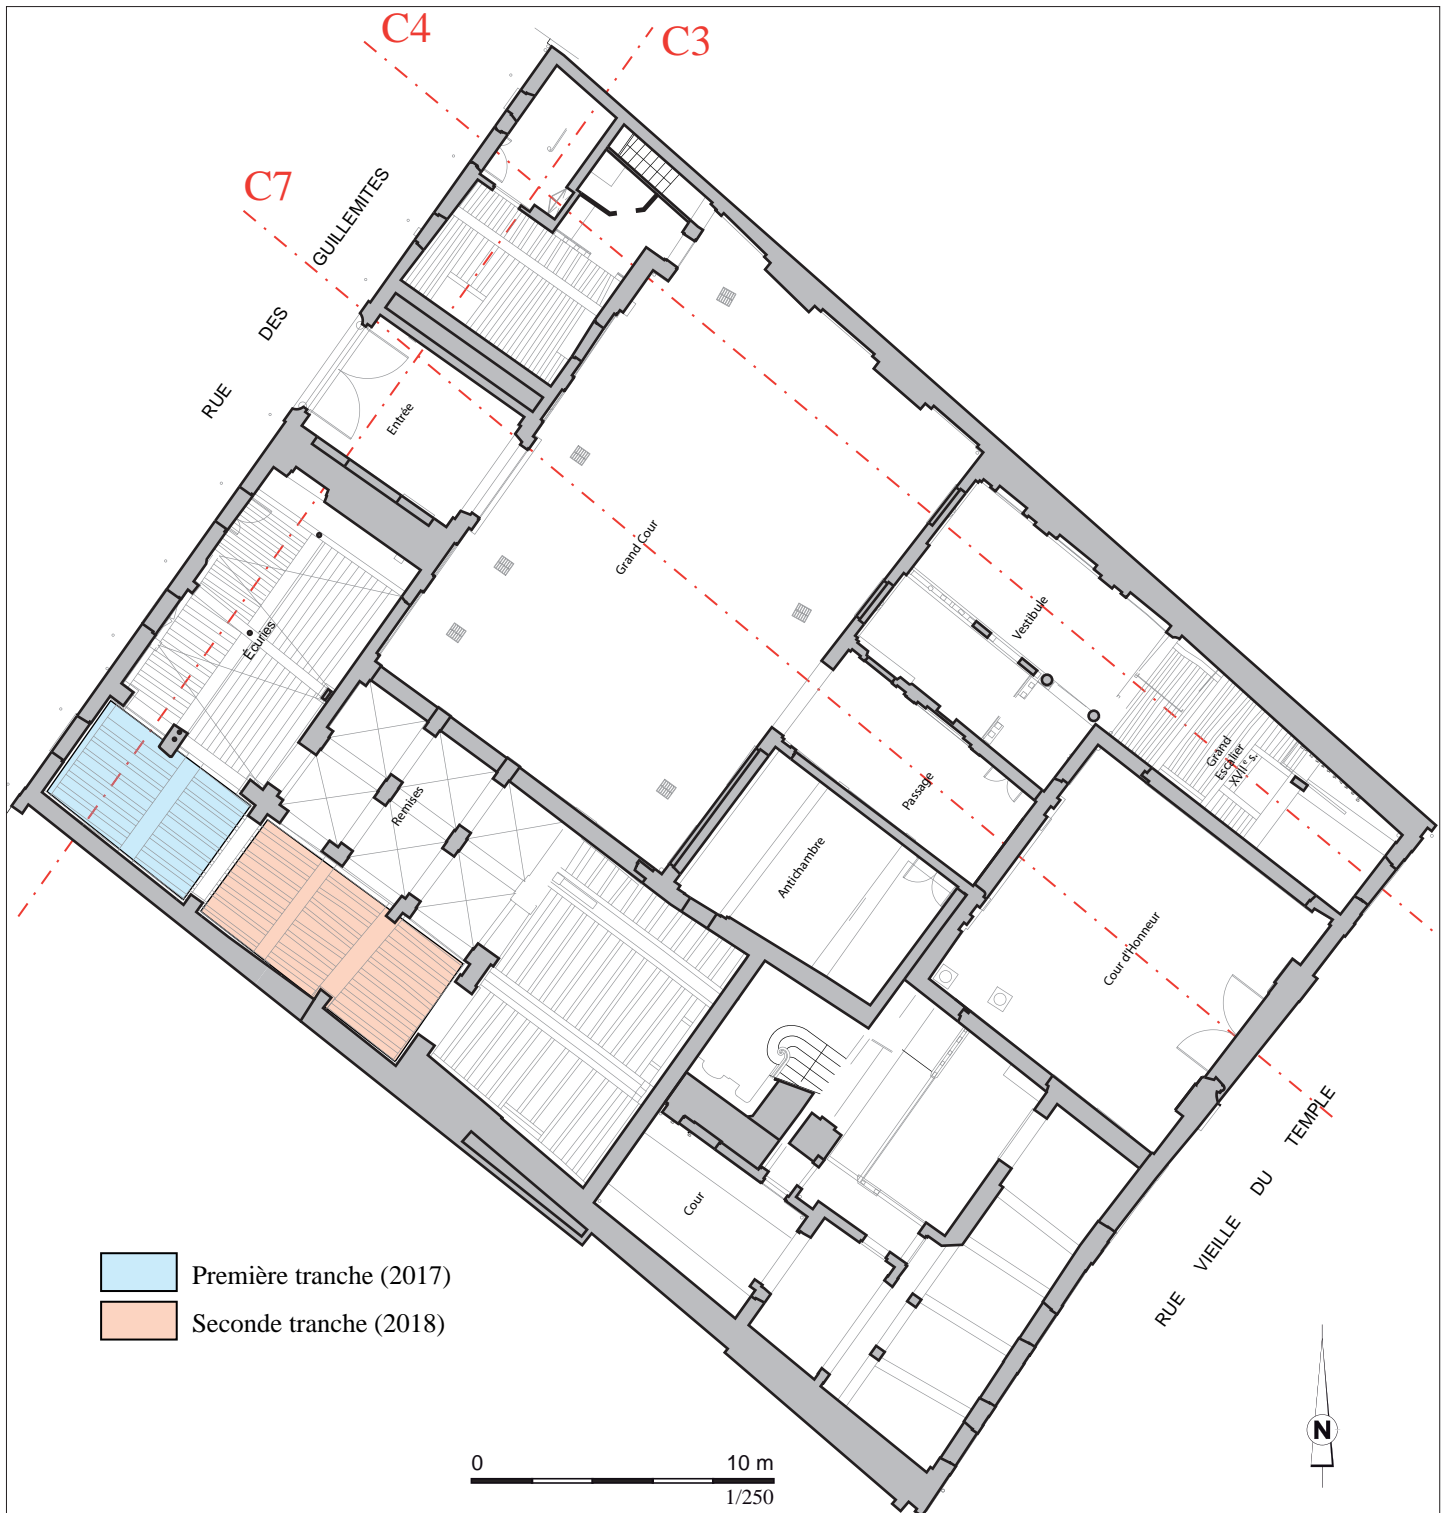 C4
C3
C7
RUE DES GUILLEMITES
Entrée
Grand Cour
Écuries
Vestibule
Remises
Passage
Grand
Escalier
XVIIe s.
Antichambre
Cour d'Honneur
Cour
RUE VIEILLE DU TEMPLE
Première tranche (2017)
Seconde tranche (2018)
0 10 m
1/250
N